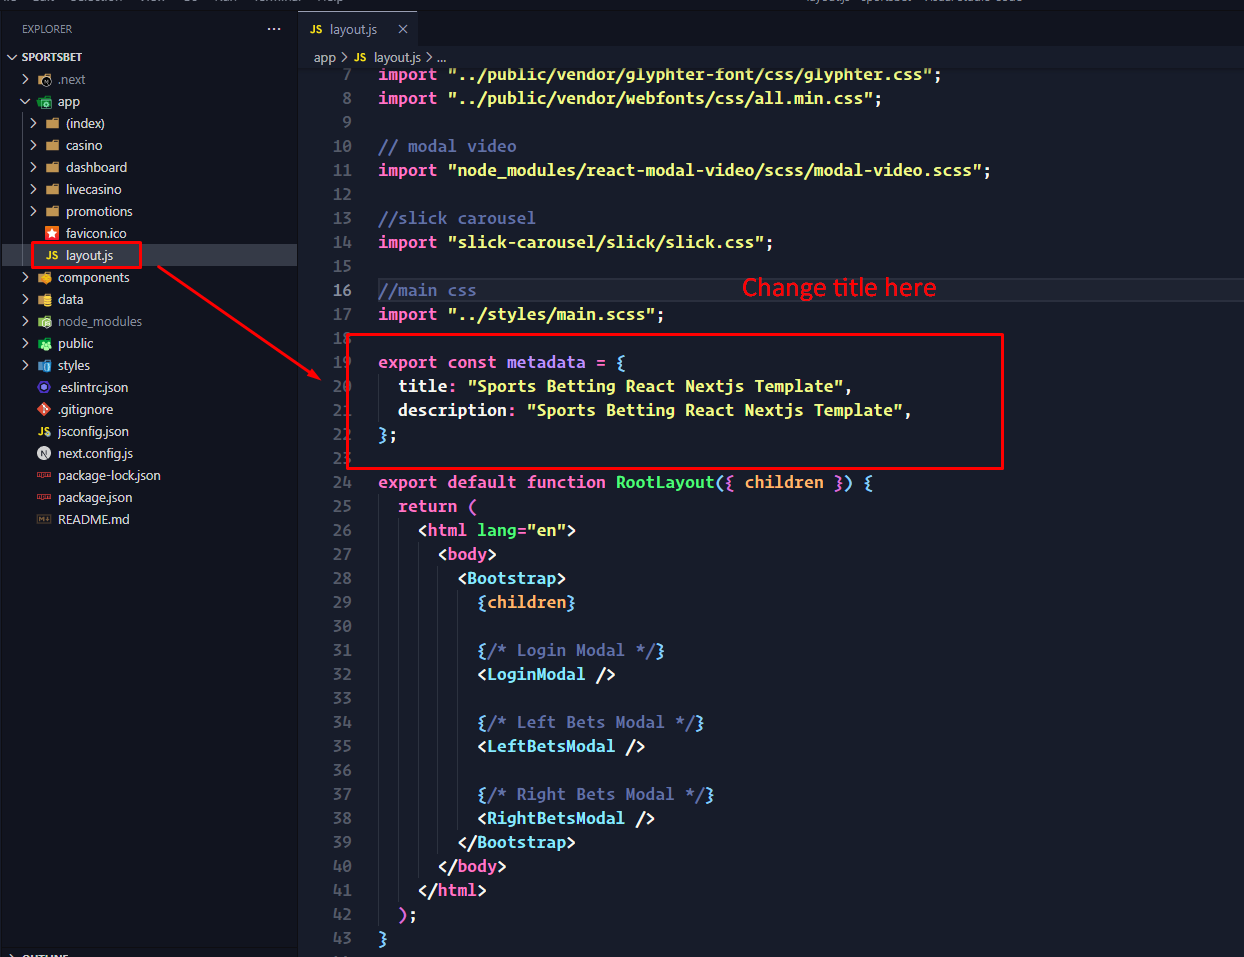 EXPLORER
SPORTSBET
.next
app
(index)
casino
dashboard
livecasino
promotions
favicon.ico
JS layout.js
components
data
node_modules
public
styles
.eslintrc.json
.gitignore
JS jsconfig.json
N next.config.js
package-lock.json
package.json
README.md
JS layout.js
app > JS layout.js > ...
7 import "../public/vendor/glyphter-font/css/glyphter.css";
8 import "../public/vendor/webfonts/css/all.min.css";
9
10 // modal video
11 import "node_modules/react-modal-video/scss/modal-video.scss";
12
13 //slick carousel
14 import "slick-carousel/slick/slick.css";
15
16 //main css
Change title here
17 import "../styles/main.scss";
18
19 export const metadata = {
20 title: "Sports Betting React Nextjs Template",
21 description: "Sports Betting React Nextjs Template",
22 };
23
24 export default function RootLayout({ children }) {
25 return (
26 <html lang="en">
27 <body>
28 <Bootstrap>
29 {children}
30
31 {/* Login Modal */}
32 <LoginModal />
33
34 {/* Left Bets Modal */}
35 <LeftBetsModal />
36
37 {/* Right Bets Modal */}
38 <RightBetsModal />
39 </Bootstrap>
40 </body>
41 </html>
42 );
43 }